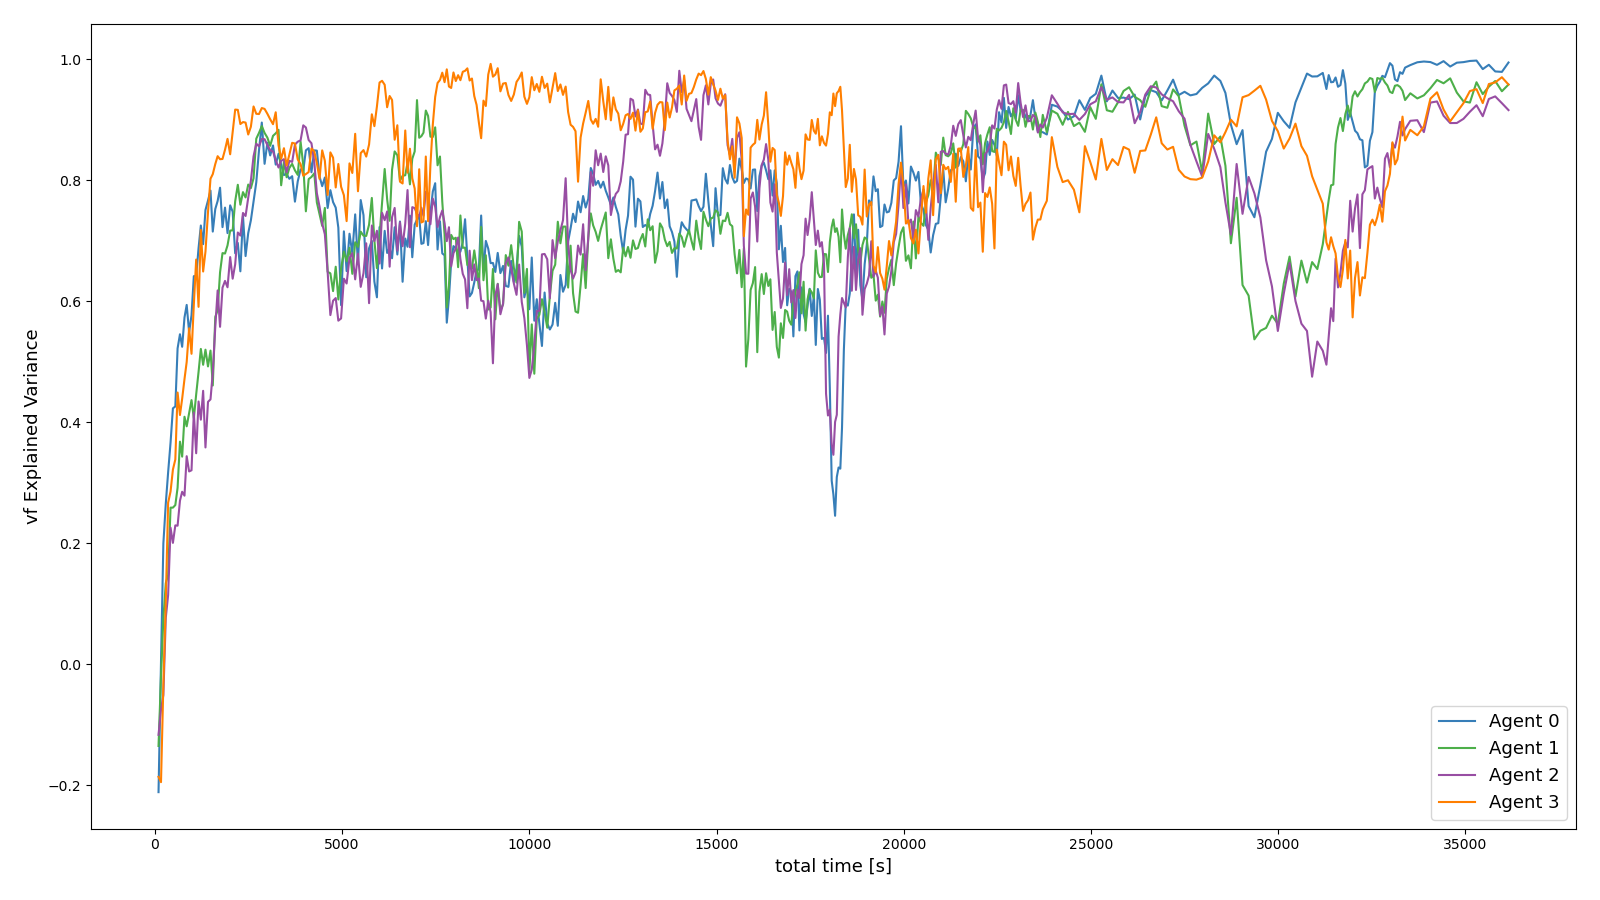 1.0
0.8
0.6
0.4
0.2
0.0
−0.2
vf Explained Variance
0 5000 10000 15000 20000 25000 30000 35000
total time [s]
Agent 0
Agent 1
Agent 2
Agent 3